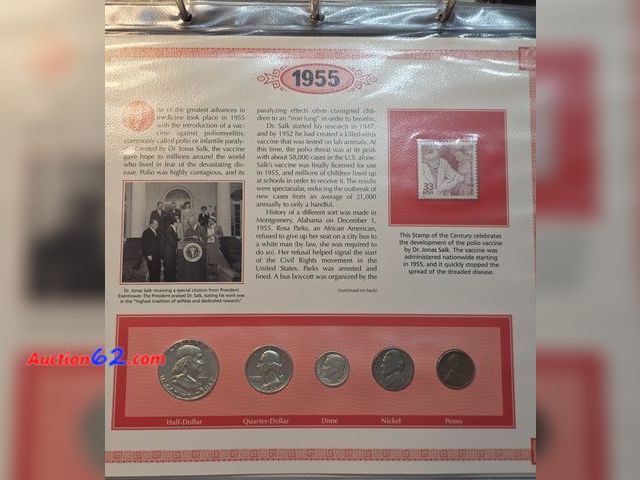 1955
ne of the greatest advances in
medicine took place in 1955
with the introduction of a vac-
cine against poliomyelitis,
commonly called polio or infantile paraly-
Created by Dr. Jonas Salk, the vaccine
gave hope to millions around the world
who lived in fear of the devastating dis-
ease. Polio was highly contagious, and its
Dr. Jonas Salk receiving a special citation from President
Eisenhower. The President praised Dr. Salk, stating his work was
in the "highest tradition of selfless and dedicated research."
paralyzing effects often consigned chil-
dren to an "iron lung" in order to breathe.
Dr. Salk started his research in 1947,
and by 1952 he had created a killed-virus
vaccine that was tested on lab animals. At
this time, the polio threat was at its peak
with about 58,000 cases in the U.S. alone.
Salk's vaccine was finally licensed for use
in 1955, and millions of children lined up
at schools in order to receive it. The results
were spectacular, reducing the outbreak of
new cases from an average of 21,000
annually to only a handful.
History of a different sort was made in
Montgomery, Alabama on December 1,
1955. Rosa Parks, an African American,
refused to give up her seat on a city bus to
a white man (by law, she was required to
do so). Her refusal helped signal the start
of the Civil Rights movement in the
United States. Parks was arrested and
fined. A bus boycott was organized by the
(continued on back)
33
USA
This Stamp of the Century celebrates
the development of the polio vaccine
by Dr. Jonas Salk. The vaccine was
administered nationwide starting
in 1955, and it quickly stopped the
spread of the dreaded disease.
Auction62.com
Half-Dollar
Quarter-Dollar
Dime
Nickel
Penny